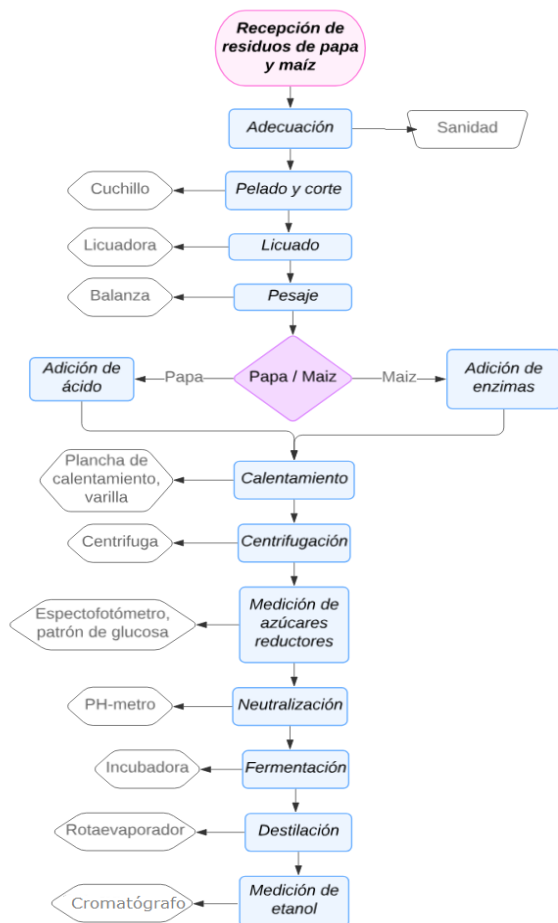 Recepción de
residuos de papa
y maíz
Adecuación
Sanidad
Cuchillo
Pelado y corte
Licuadora
Licuado
Balanza
Pesaje
Adición de
ácido
Papa
Papa / Maiz
Maiz
Adición de
enzimas
Plancha de
calentamiento,
varilla
Calentamiento
Centrifuga
Centrifugación
Espectofotómetro,
patrón de glucosa
Medición de
azúcares
reductores
PH-metro
Neutralización
Incubadora
Fermentación
Rotaevaporador
Destilación
Cromatógrafo
Medición de
etanol